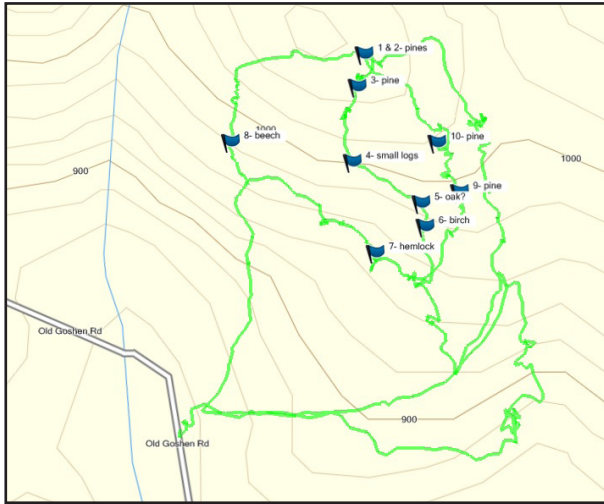 1 & 2- pines
3- pine
1000
8- beech
10- pine
4- small logs
1000
900
9- pine
5- oak?
6- birch
7- hemlock
Old Goshen Rd
900
Old Goshen Rd